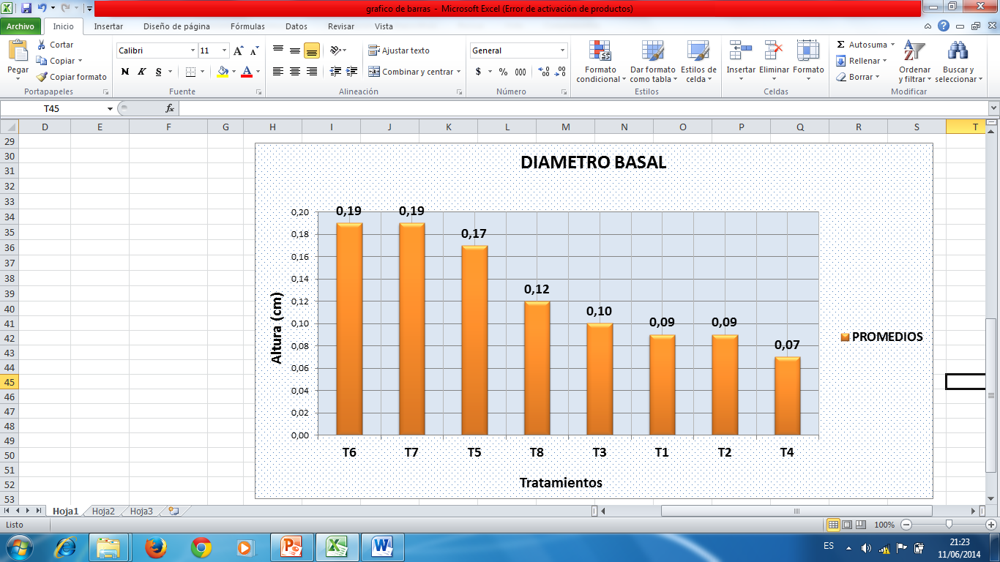 grafico de barras - Microsoft Excel (Error de activación de productos)
Archivo Inicio Insertar Diseño de página Fórmulas Datos Revisar Vista
Pegar
Cortar
Copiar
Copiar formato
Portapapeles
Calibri 11
N K S
Fuente
Ajustar texto
Combinar y centrar
Alineación
General
$ % 000
Número
Formato condicional
Dar formato como tabla
Estilos de celda
Estilos
Insertar Eliminar Formato
Celdas
Autosuma
Rellenar
Borrar
Ordenar y filtrar
Buscar y seleccionar
Modificar
T45 fx
D E F G H I J K L M N O P Q R S T
29
30
31
32
33
34
35
36
37
38
39
40
41
42
43
44
45
46
47
48
49
50
51
52
53
DIAMETRO BASAL
Altura (cm)
0,20
0,18
0,16
0,14
0,12
0,10
0,08
0,06
0,04
0,02
0,00
0,19 0,19 0,17 0,12 0,10 0,09 0,09 0,07
T6 T7 T5 T8 T3 T1 T2 T4
Tratamientos
PROMEDIOS
Hoja1 Hoja2 Hoja3
Listo 100%
ES
21:23
11/06/2014